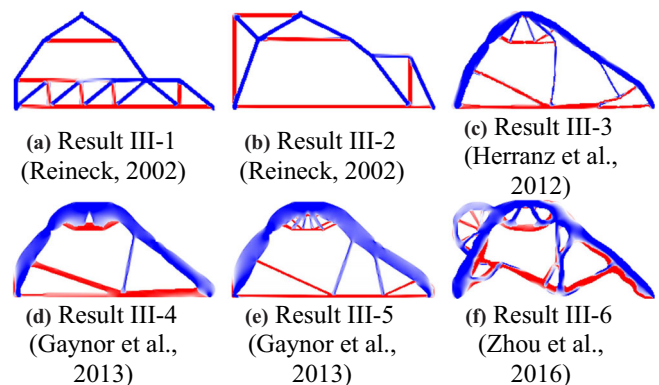 (a) Result III-1
(Reineck, 2002)
(b) Result III-2
(Reineck, 2002)
(c) Result III-3
(Herranz et al.,
2012)
(d) Result III-4
(Gaynor et al.,
2013)
(e) Result III-5
(Gaynor et al.,
2013)
(f) Result III-6
(Zhou et al.,
2016)